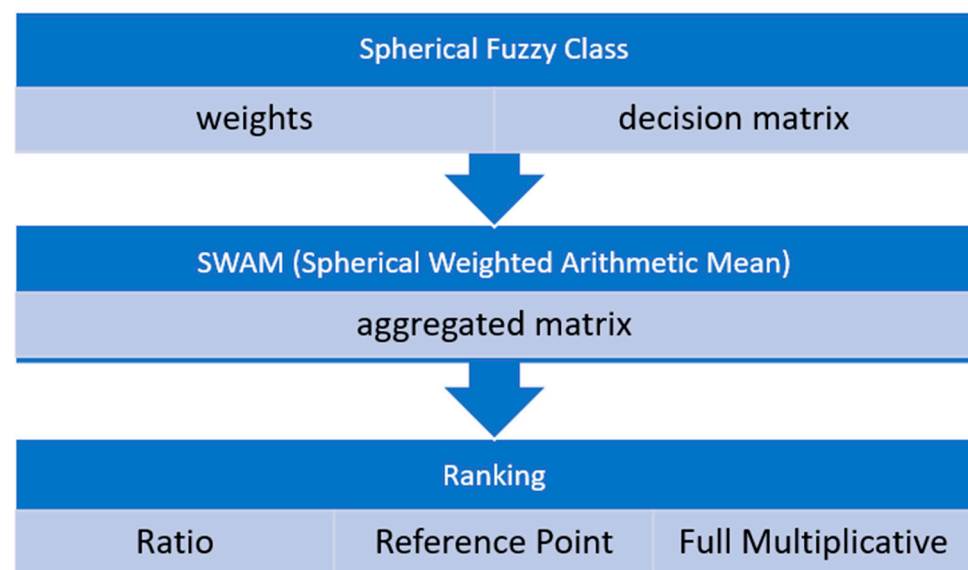 Spherical Fuzzy Class
weights decision matrix
SWAM (Spherical Weighted Arithmetic Mean)
aggregated matrix
Ranking
Ratio Reference Point Full Multiplicative